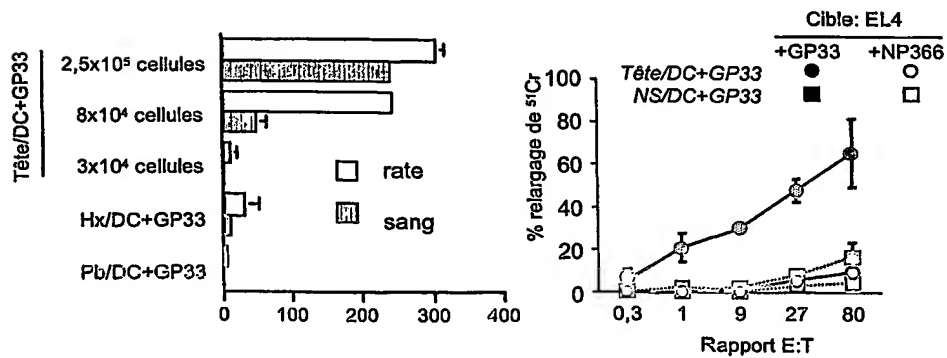 Tête/DC+GP33
2,5x10⁵ cellules
8x10⁴ cellules
3x10⁴ cellules
Hx/DC+GP33
Pb/DC+GP33
rate
sang
0 100 200 300 400
Cible: EL4
+GP33 +NP366
Tête/DC+GP33
NS/DC+GP33
% relargage de ⁵¹Cr
100
80
60
40
20
0
0,3 1 9 27 80
Rapport E:T